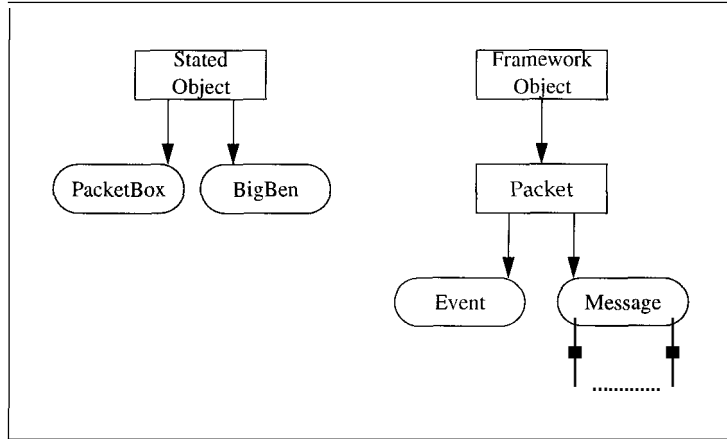 Stated
Object
Framework
Object
PacketBox
BigBen
Packet
Event
Message